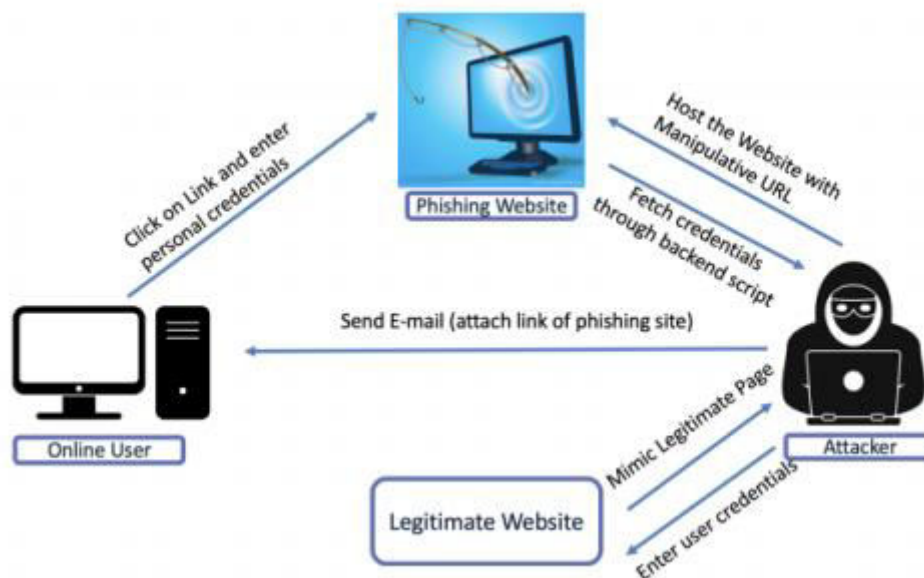 Click on Link and enter
personal credentials
Phishing Website
Host the Website with
Manipulative URL
Fetch credentials
through backend script
Send E-mail (attach link of phishing site)
Online User
Attacker
Mimic Legitimate Page
Legitimate Website
Enter user credentials